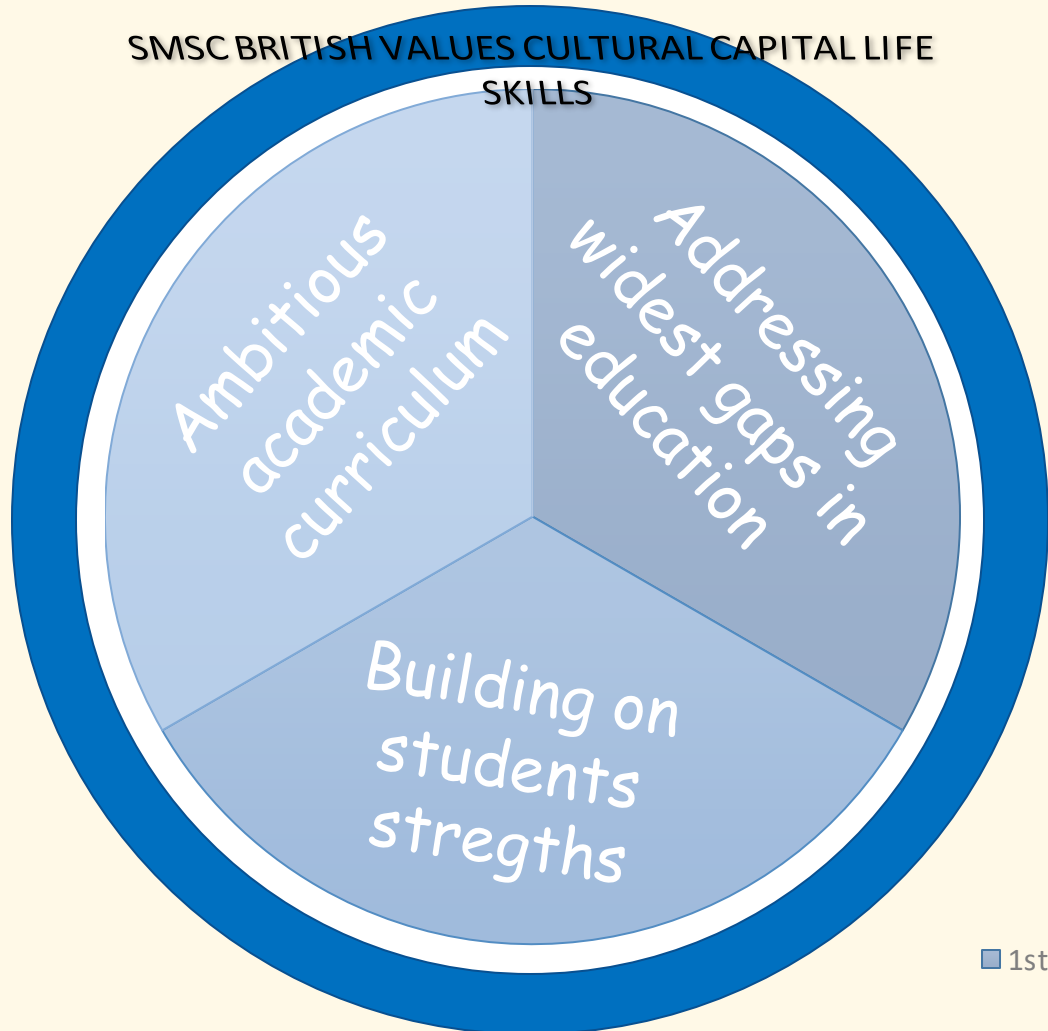 SMSC BRITISH VALUES CULTURAL CAPITAL LIFE
SKILLS
Ambitious
academic
curriculum
Addressing
widest gaps in
education
Building on
students
stregths
1st